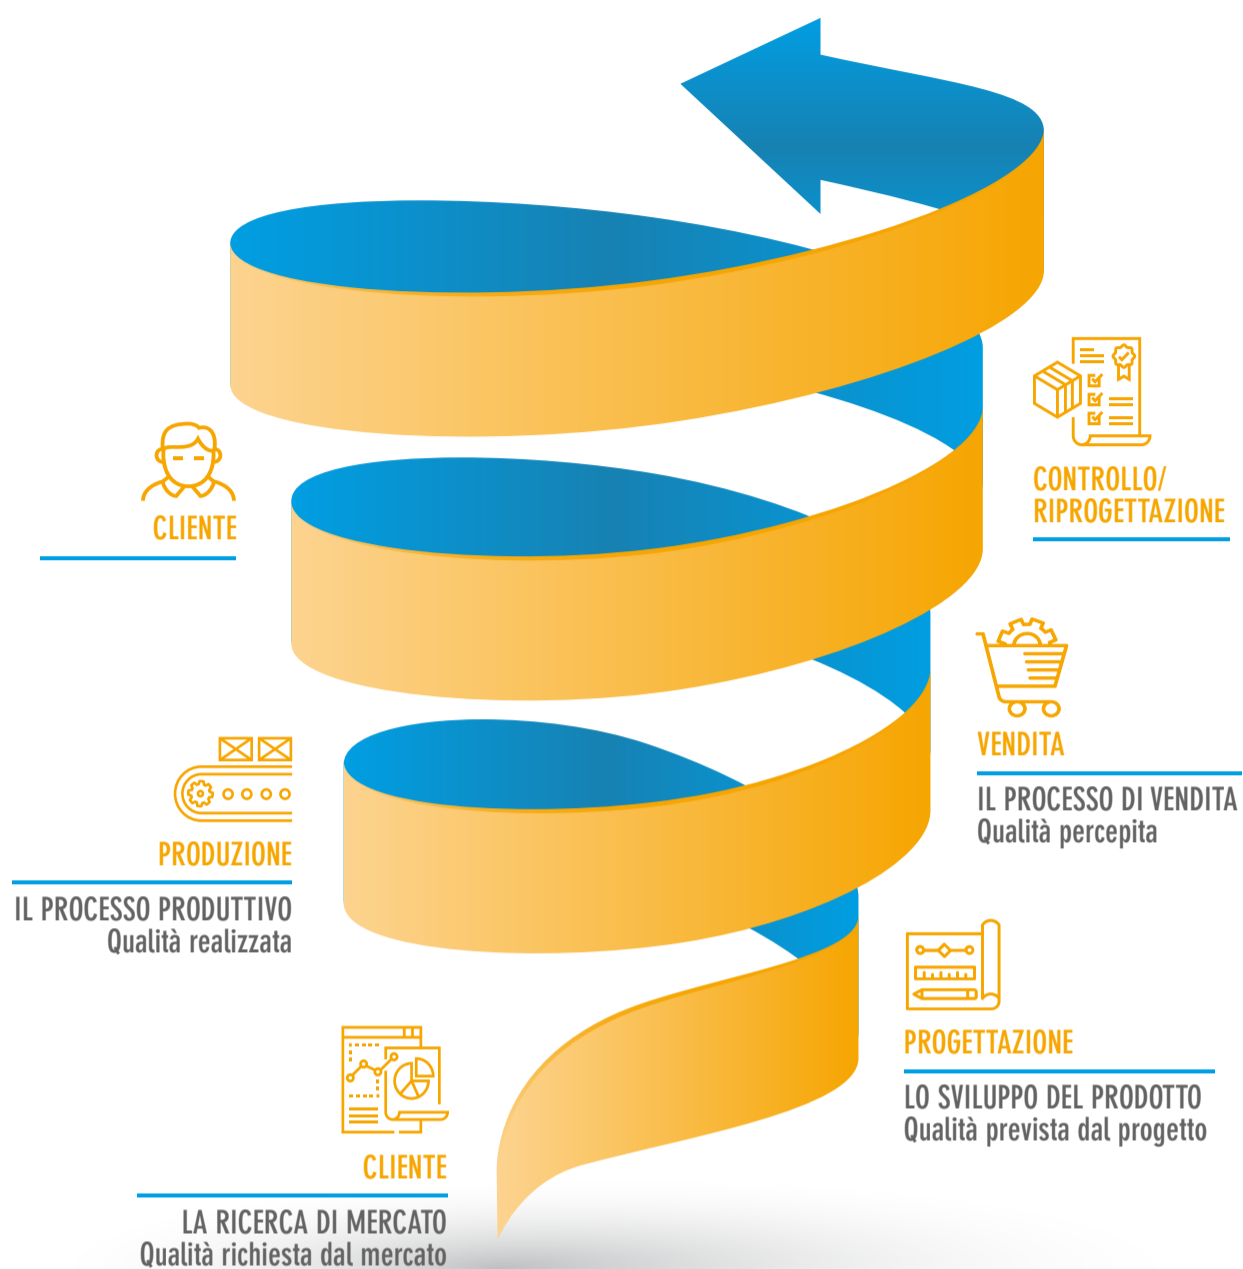 CLIENTE
CONTROLLO/
RIPROGETTAZIONE
VENDITA
IL PROCESSO DI VENDITA
Qualità percepita
PRODUZIONE
IL PROCESSO PRODUTTIVO
Qualità realizzata
PROGETTAZIONE
LO SVILUPPO DEL PRODOTTO
Qualità prevista dal progetto
CLIENTE
LA RICERCA DI MERCATO
Qualità richiesta dal mercato